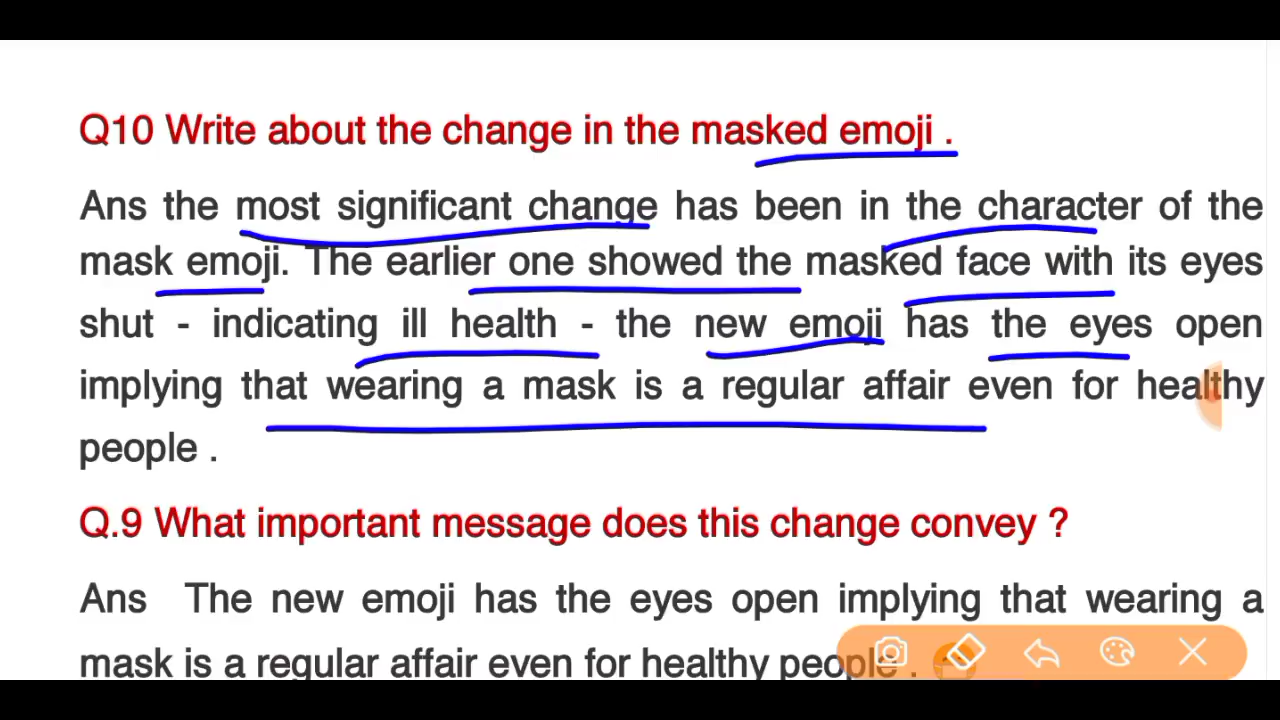 Q10 Write about the change in the masked emoji .
Ans the most significant change has been in the character of the
mask emoji. The earlier one showed the masked face with its eyes
shut - indicating ill health - the new emoji has the eyes open
implying that wearing a mask is a regular affair even for healthy
people .
Q.9 What important message does this change convey ?
Ans The new emoji has the eyes open implying that wearing a
mask is a regular affair even for healthy people .